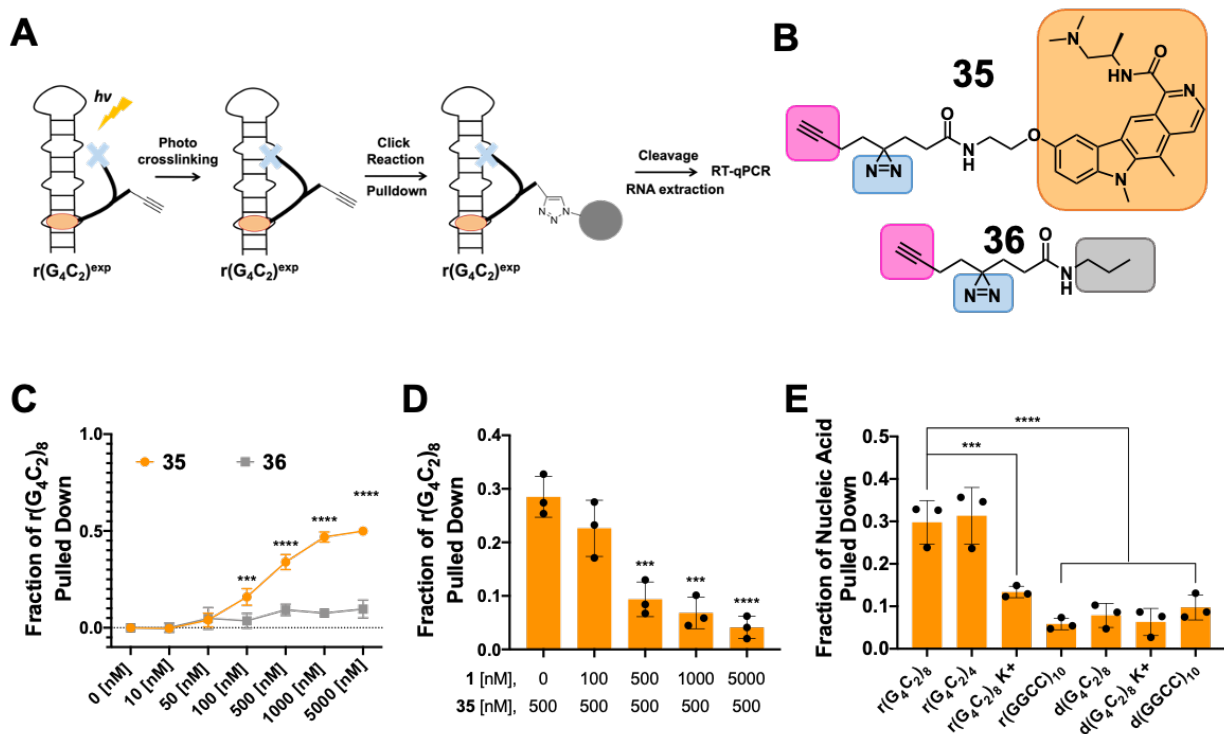 A
hν
Photo
crosslinking
Click
Reaction
Pulldown
Cleavage
RNA extraction
RT-qPCR
N
N
N
r(G₄C₂)ᵉˣᵖ
r(G₄C₂)ᵉˣᵖ
r(G₄C₂)ᵉˣᵖ
B
35
N
HN
O
N
O
N
H
O
N=N
N
36
O
N
H
N=N
C
Fraction of r(G₄C₂)₈
Pulled Down
1.0
0.5
0.0
35
36
***
****
****
****
0 [nM]
10 [nM]
50 [nM]
100 [nM]
500 [nM]
1000 [nM]
5000 [nM]
D
Fraction of r(G₄C₂)₈
Pulled Down
0.4
0.3
0.2
0.1
0.0
***
***
****
1 [nM], 0 100 500 1000 5000
35 [nM], 500 500 500 500 500
E
Fraction of Nucleic Acid
Pulled Down
0.5
0.4
0.3
0.2
0.1
0.0
****
***
r(G₄C₂)₈
r(G₄C₂)₄
r(G₄C₂)₈ K+
r(GGCC)₁₀
d(G₄C₂)₈
d(G₄C₂)₈ K+
d(GGCC)₁₀